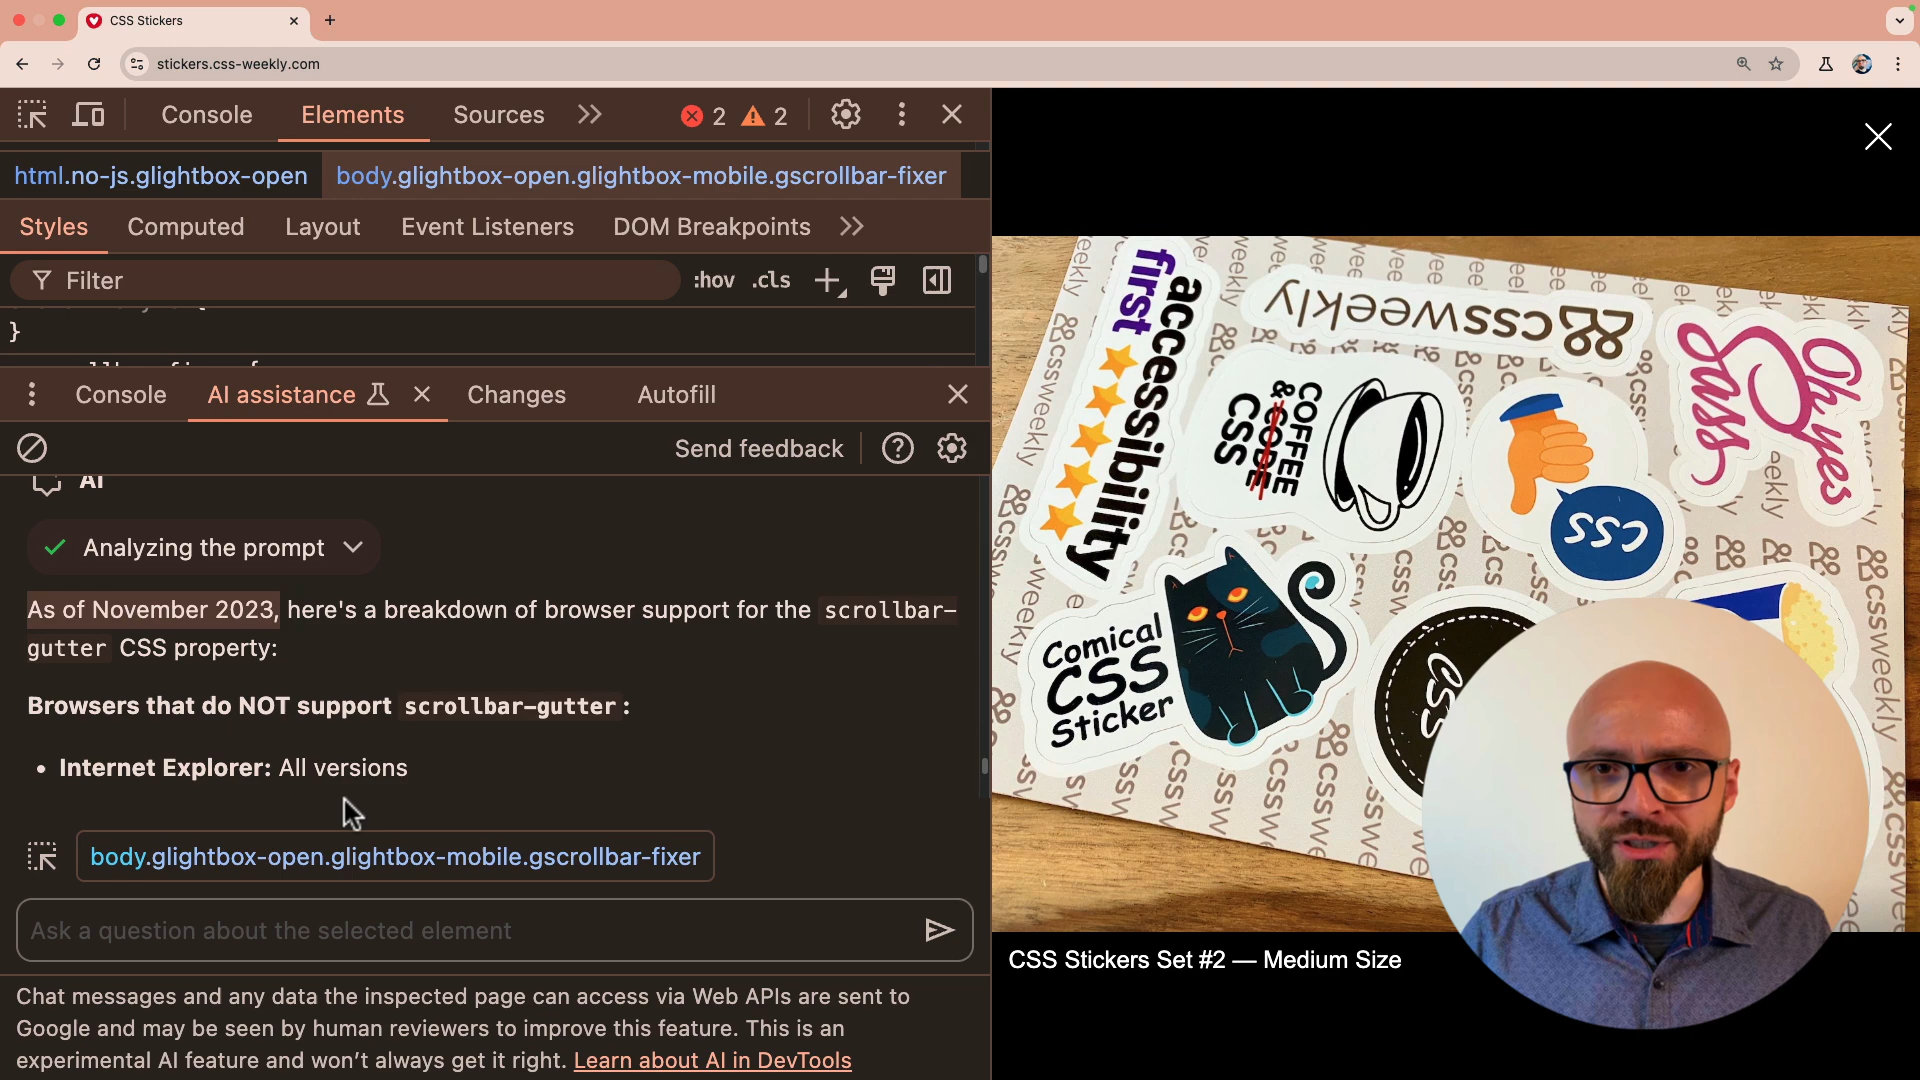 CSS Stickers
stickers.css-weekly.com
Console
Elements
Sources
2
2
html.no-js.glightbox-open
body.glightbox-open.glightbox-mobile.gscrollbar-fixer
Styles
Computed
Layout
Event Listeners
DOM Breakpoints
Filter
:hov
.cls
}
Console
AI assistance
Changes
Autofill
Send feedback
AI
Analyzing the prompt
As of November 2023, here's a breakdown of browser support for the scrollbar-
gutter CSS property:
Browsers that do NOT support scrollbar-gutter:
• Internet Explorer: All versions
body.glightbox-open.glightbox-mobile.gscrollbar-fixer
Ask a question about the selected element
Chat messages and any data the inspected page can access via Web APIs are sent to
Google and may be seen by human reviewers to improve this feature. This is an
experimental AI feature and won't always get it right. Learn about AI in DevTools
accessibility
first
cssweekly
Oh yes
Sass
COFFEE
& CODE
CSS
CSS
Comical
CSS
Sticker
CSS
CSS Stickers Set #2 — Medium Size